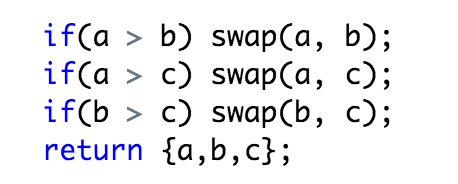 if(a > b) swap(a, b);
if(a > c) swap(a, c);
if(b > c) swap(b, c);
return {a,b,c};